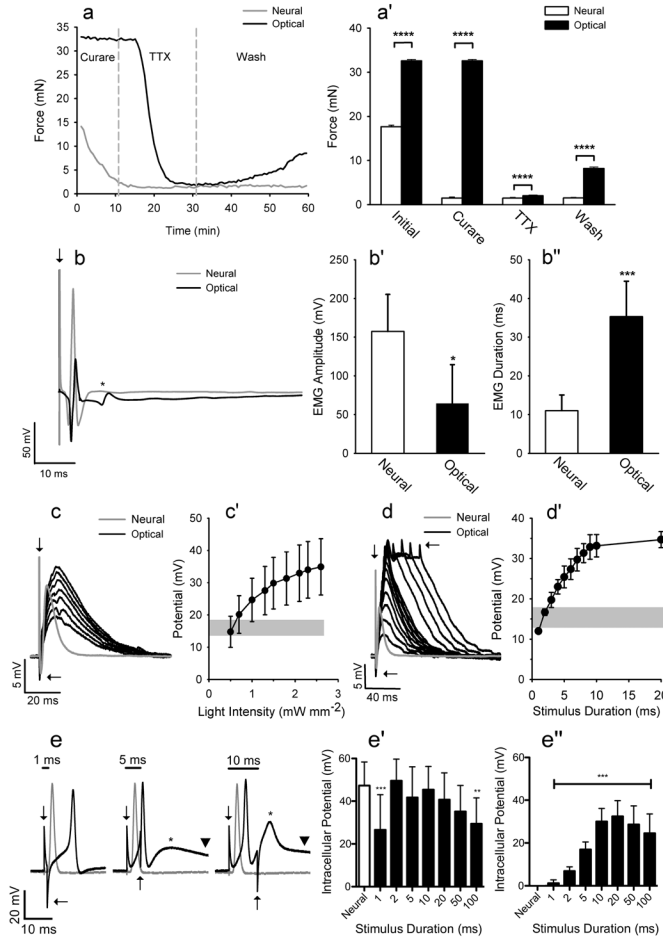 a
Neural
Optical
35
30
25
20
15
10
5
0
Force (mN)
Curare
TTX
Wash
0 10 20 30 40 50 60
Time (min)
a'
Neural
Optical
40
35
30
25
20
15
10
5
0
Force (mN)
****
****
****
****
Initial
Curare
TTX
Wash
b
Neural
Optical
*
50 mV
10 ms
b'
250
200
150
100
50
0
EMG Amplitude (mV)
*
Neural
Optical
b''
50
40
30
20
10
0
EMG Duration (ms)
***
Neural
Optical
c
Neural
Optical
5 mV
20 ms
c'
50
40
30
20
10
0
Potential (mV)
0 1 2 3
Light Intensity (mW mm-2)
d
Neural
Optical
5 mV
40 ms
d'
40
30
20
10
0
Potential (mV)
0 5 10 15 20
Stimulus Duration (ms)
e
1 ms
5 ms
10 ms
*
*
20 mV
10 ms
e'
60
40
20
0
Intracellular Potential (mV)
***
**
Neural 1 2 5 10 20 50 100
Stimulus Duration (ms)
e''
60
40
20
0
Intracellular Potential (mV)
***
Neural 1 2 5 10 20 50 100
Stimulus Duration (ms)